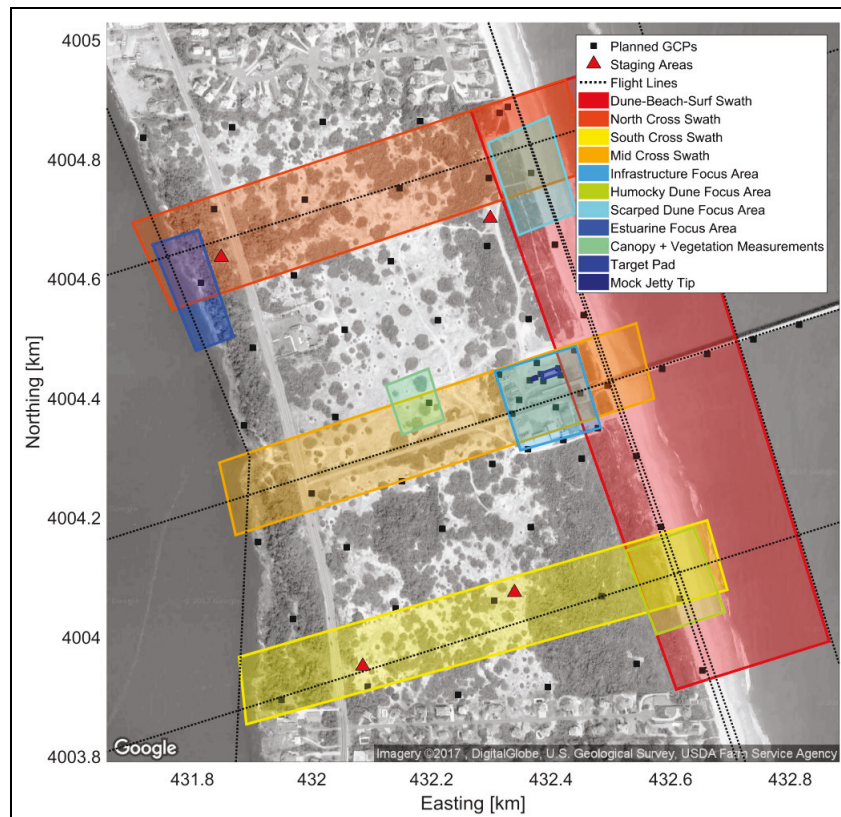 4005
4004.8
4004.6
4004.4
4004.2
4004
4003.8
Northing [km]
Planned GCPs
Staging Areas
Flight Lines
Dune-Beach-Surf Swath
North Cross Swath
South Cross Swath
Mid Cross Swath
Infrastructure Focus Area
Humocky Dune Focus Area
Scarped Dune Focus Area
Estuarine Focus Area
Canopy + Vegetation Measurements
Target Pad
Mock Jetty Tip
Google
Imagery ©2017 , DigitalGlobe, U.S. Geological Survey, USDA Farm Service Agency
431.8 432 432.2 432.4 432.6 432.8
Easting [km]